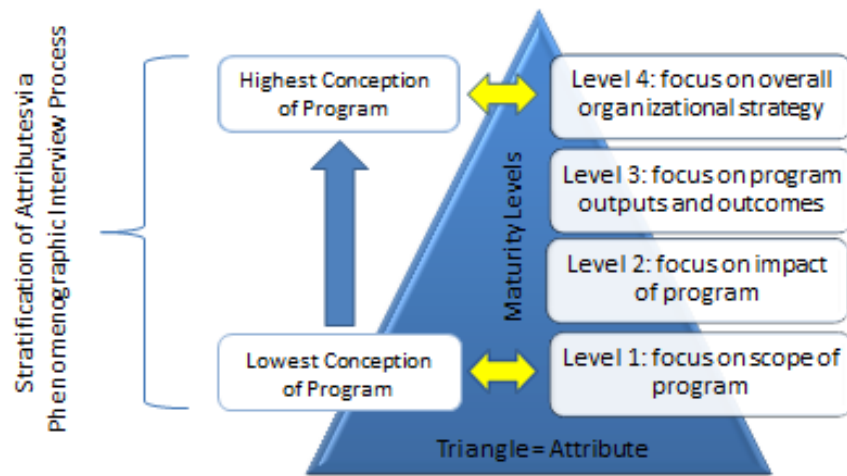 Stratification of Attributesvia
Phenomenographic Interview Process
Highest Conception
of Program
Lowest Conception
of Program
Maturity Levels
Level 4: focus on overall
organizational strategy
Level 3: focus on program
outputs and outcomes
Level 2: focus on impact
of program
Level 1: focus on scope of
program
Triangle = Attribute